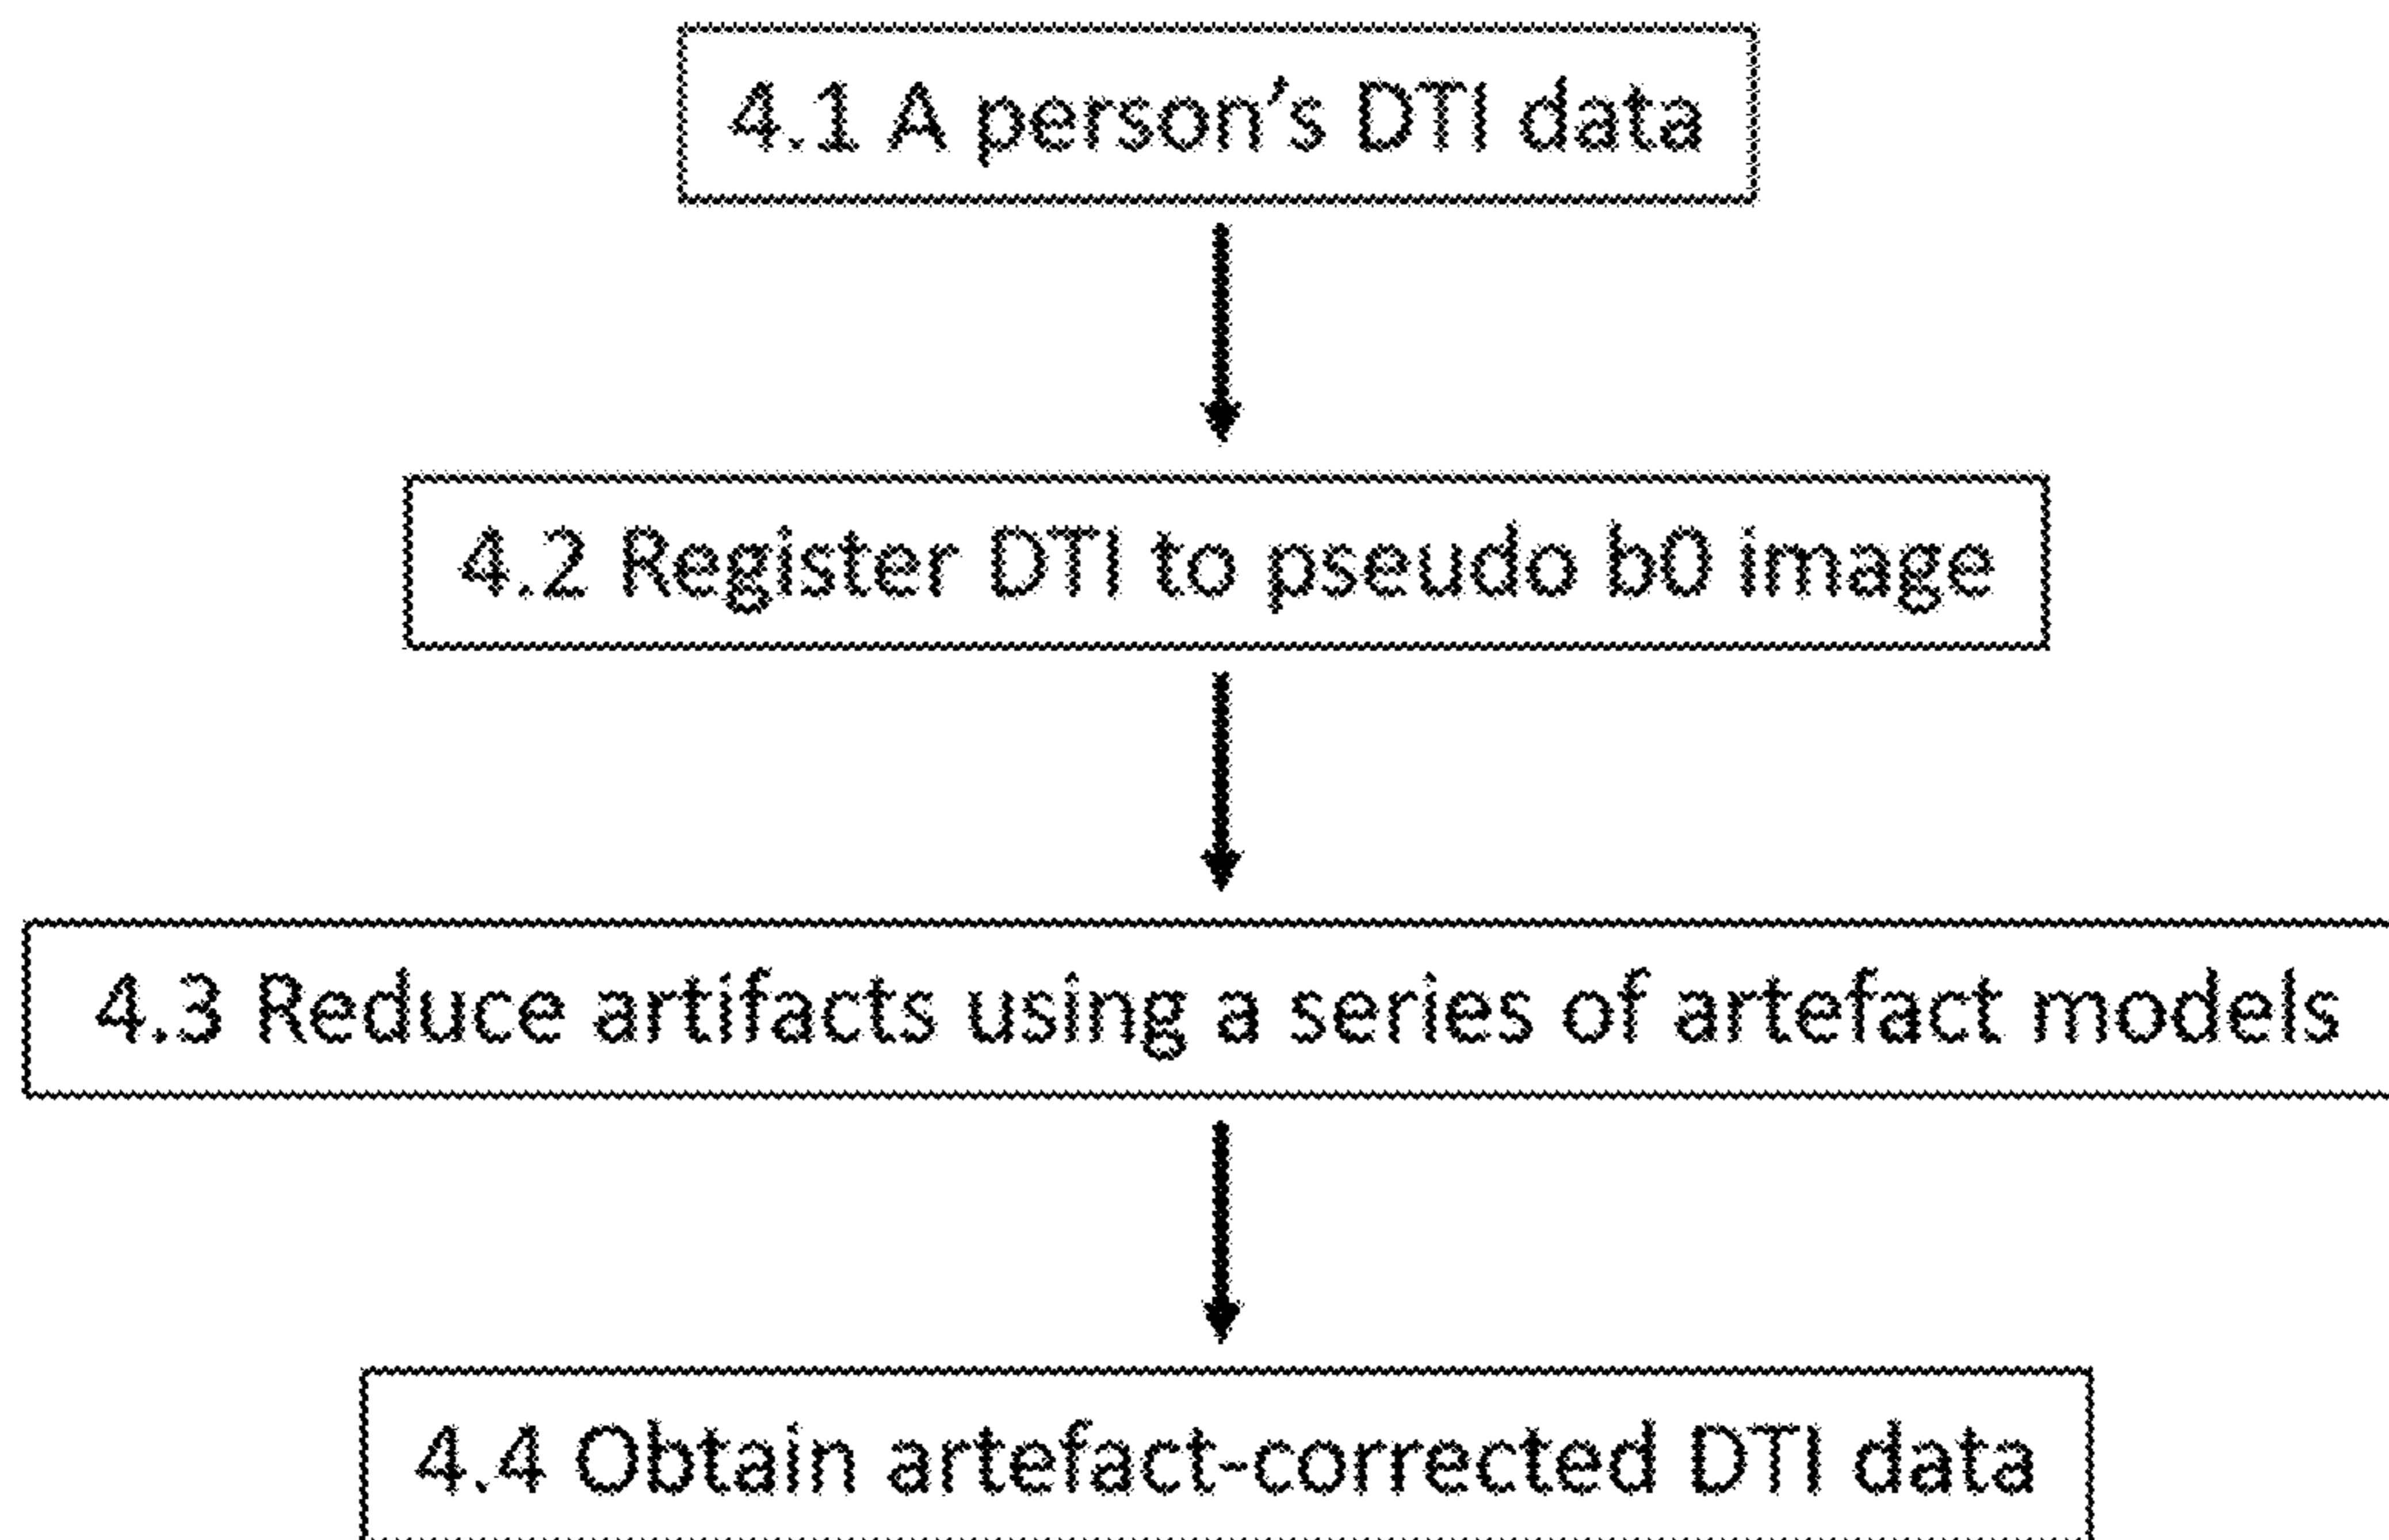 4.1 A person’s DTI data
4.2 Register DTI to pseudo b0 image
4.3 Reduce artifacts using a series of artefact models
4.4 Obtain artefact-corrected DTI data